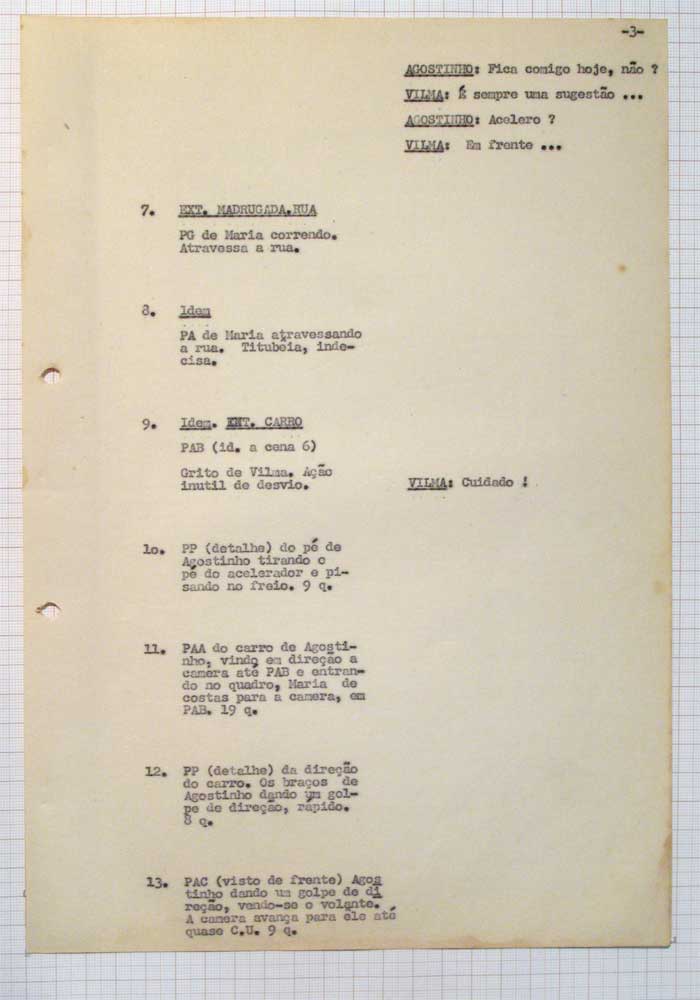 -3-
AGOSTINHO: Fica comigo hoje, não ?
VILMA: É sempre uma sugestão ...
AGOSTINHO: Acelero ?
VILMA: Em frente ...
7. EXT. MADRUGADA.RUA
PG de Maria correndo.
Atravessa a rua.
8. Idem
PA de Maria atravessando
a rua. Titubéia, inde-
cisa.
9. Idem. EXT. CARRO
PAB (id. a cena 6)
Grito de Vilma. Ação
inutil de desvio.
VILMA: Cuidado !
1o. PP (detalhe) do pé de
Agostinho tirando o
pé do acelerador e pi-
sando no freio. 9 q.
11. PAA do carro de Agosti-
nho, vindo em direção a
camera até PAB e entran-
do no quadro, Maria de
costas para a camera, em
PAB. 19 q.
12. PP (detalhe) da direção
do carro. Os braços de
Agostinho dando um gol-
pe de direção, rápido.
8 q.
13. PAC (visto de frente) Agos
tinho dando um golpe de di
reção, vendo-se o volante.
A camera avança para ele até
quase C.U. 9 q.